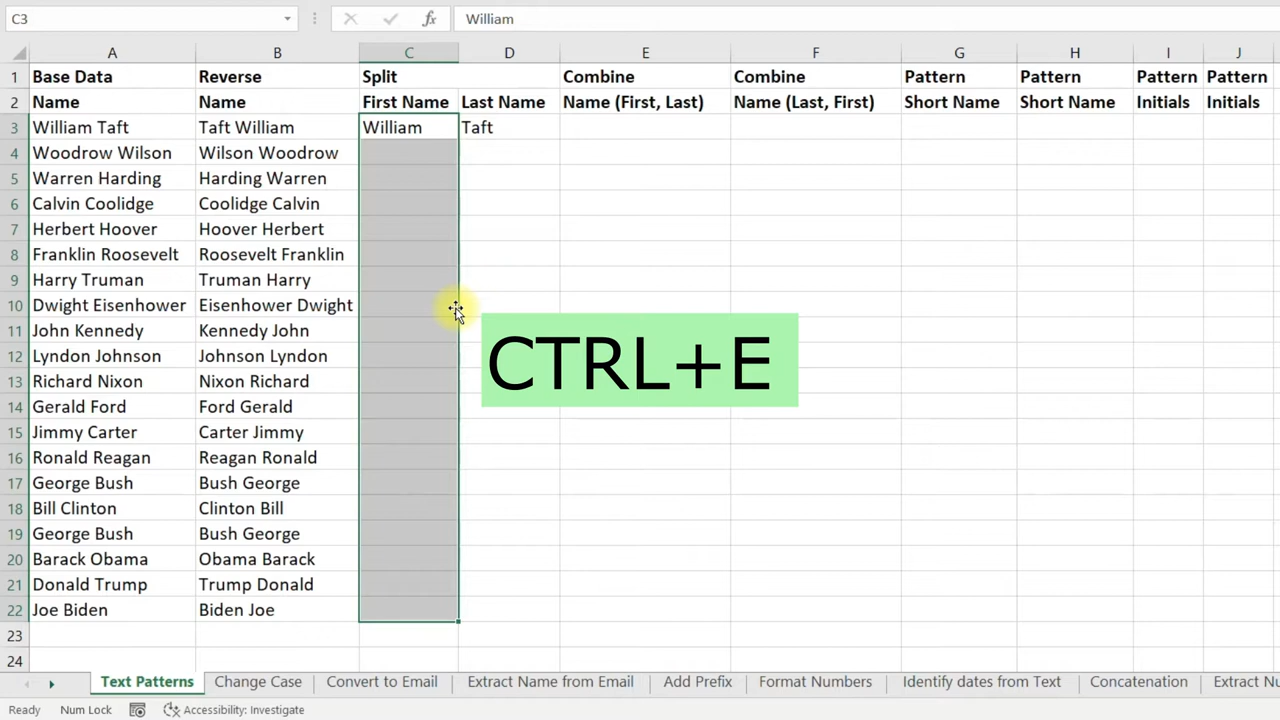 C3 fx William
A B C D E F G H I J
1 Base Data Reverse Split Combine Combine Pattern Pattern Pattern Pattern
2 Name Name First Name Last Name Name (First, Last) Name (Last, First) Short Name Short Name Initials Initials
3 William Taft Taft William William Taft
4 Woodrow Wilson Wilson Woodrow
5 Warren Harding Harding Warren
6 Calvin Coolidge Coolidge Calvin
7 Herbert Hoover Hoover Herbert
8 Franklin Roosevelt Roosevelt Franklin
9 Harry Truman Truman Harry
10 Dwight Eisenhower Eisenhower Dwight
11 John Kennedy Kennedy John
12 Lyndon Johnson Johnson Lyndon
CTRL+E
13 Richard Nixon Nixon Richard
14 Gerald Ford Ford Gerald
15 Jimmy Carter Carter Jimmy
16 Ronald Reagan Reagan Ronald
17 George Bush Bush George
18 Bill Clinton Clinton Bill
19 George Bush Bush George
20 Barack Obama Obama Barack
21 Donald Trump Trump Donald
22 Joe Biden Biden Joe
23
24
Text Patterns Change Case Convert to Email Extract Name from Email Add Prefix Format Numbers Identify dates from Text Concatenation Extract Nu
Ready Num Lock Accessibility: Investigate